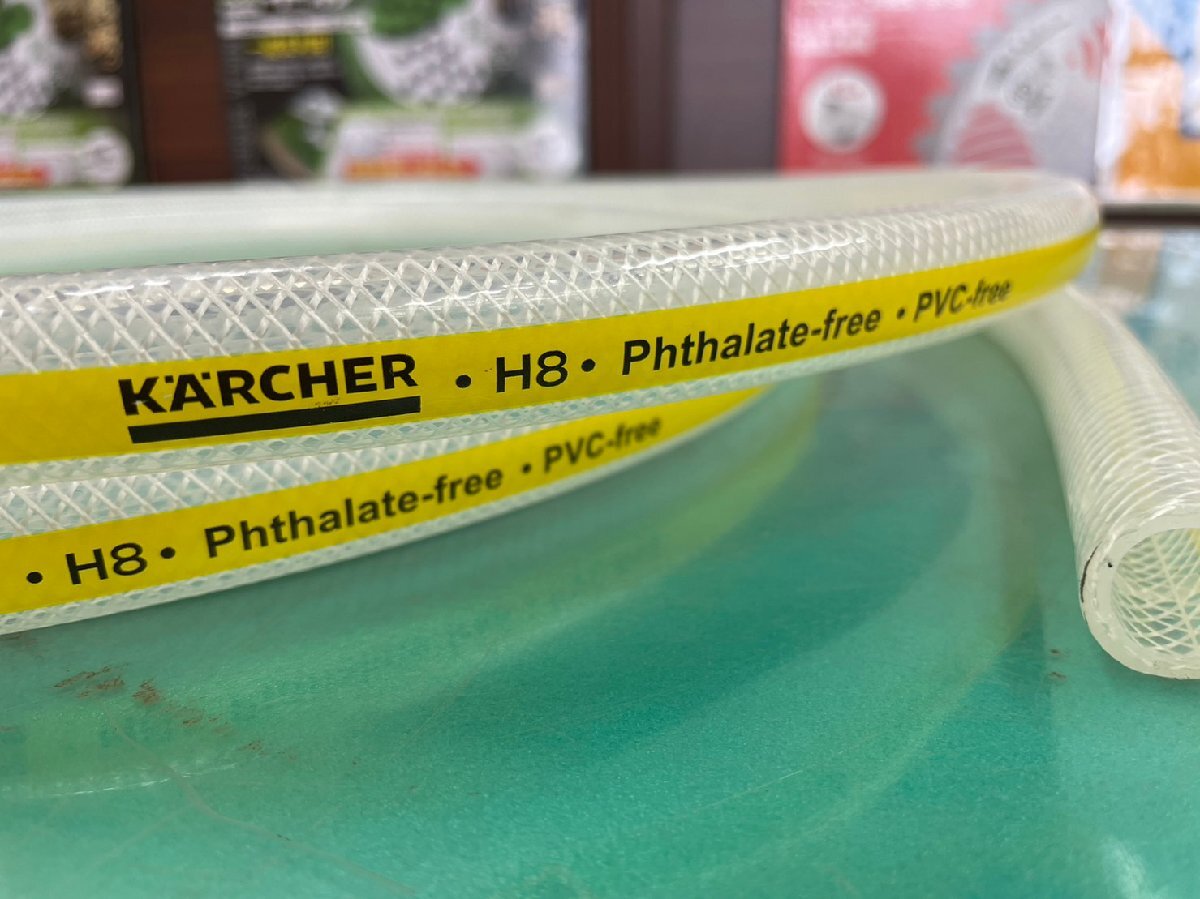 KÄRCHER • H8 • Phthalate-free • PVC-free
• H8 • Phthalate-free • PVC-free